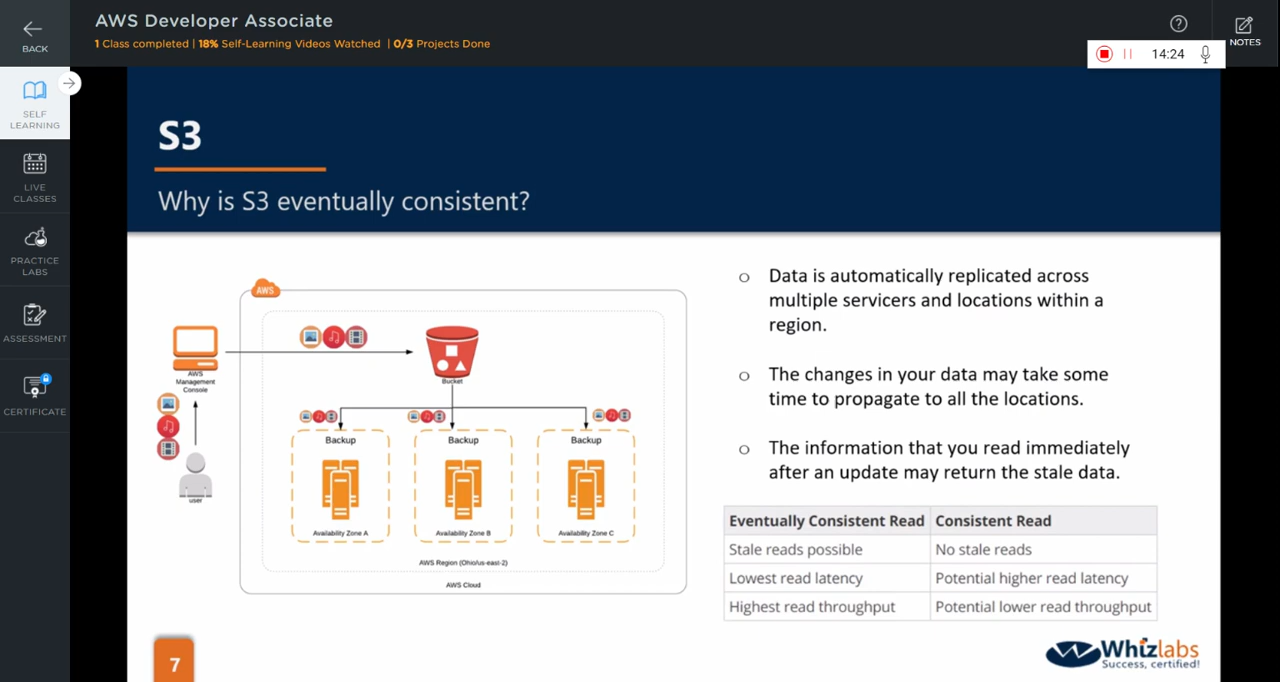 AWS Developer Associate
1 Class completed | 18% Self-Learning Videos Watched | 0/3 Projects Done
BACK
NOTES
14:24
SELF
LEARNING
LIVE
CLASSES
PRACTICE
LABS
ASSESSMENT
CERTIFICATE
S3
Why is S3 eventually consistent?
AWS
AWS
Management
Console
user
Bucket
Backup
Backup
Backup
Availability Zone A
Availability Zone B
Availability Zone C
AWS Region (Ohio/us-east-2)
AWS Cloud
o Data is automatically replicated across
multiple servicers and locations within a
region.
o The changes in your data may take some
time to propagate to all the locations.
o The information that you read immediately
after an update may return the stale data.
Eventually Consistent Read Consistent Read
Stale reads possible No stale reads
Lowest read latency Potential higher read latency
Highest read throughput Potential lower read throughput
7
Whizlabs
Success, certified!